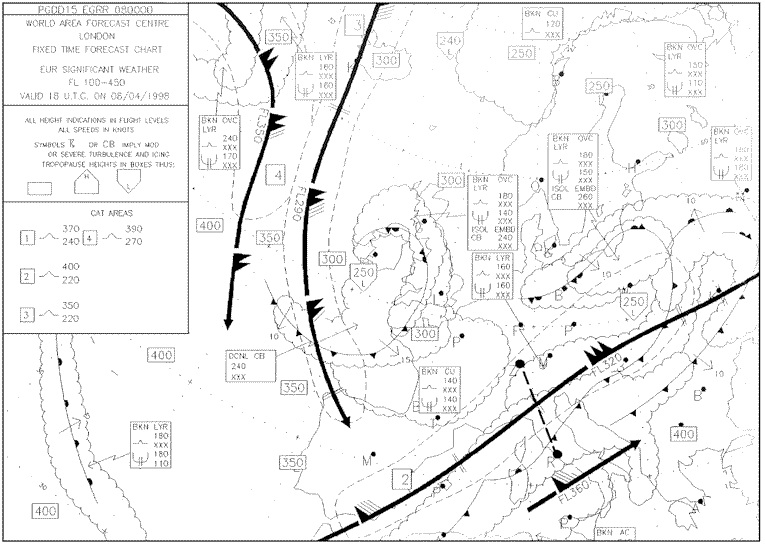 PGDD15 EGRR 080000
WORLD AREA FORECAST CENTRE
LONDON
FIXED TIME FORECAST CHART
EUR SIGNIFICANT WEATHER
FL 100-450
VALID 18 U.T.C. ON 08/04/1998
ALL HEIGHT INDICATIONS IN FLIGHT LEVELS
ALL SPEEDS IN KNOTS
SYMBOLS OR CB IMPLY MOD
OR SEVERE TURBULENCE AND ICING
TROPOPAUSE HEIGHTS IN BOXES THUS:
H
L
CAT AREAS
1 370 240
4 390 270
2 400 220
3 350 220
350
3
300
BKN LYR
160
XXX
160
XXX
240
L
BKN CU
120
XXX
250
250
BKN OVC
LYR
150
XXX
110
XXX
300
BKN OVC
LYR
240
XXX
170
XXX
FL350
4
FL290
400
350
300
250
L
300
BKN OVC
LYR
180
XXX
140
XXX
ISOL EMBD
CB 240
XXX
BKN OVC
LYR
180
XXX
150
XXX
ISOL EMBD
CB 260
XXX
BKN OVC
LYR
180
XXX
180
XXX
BKN LYR
160
XXX
160
XXX
10
10
H
K
B
250
L
10
15
300
P
F
P
M
DCNL CB
240
XXX
400
350
BKN CU
140
XXX
140
XXX
B
FL320
10
B
BKN LYR
180
XXX
180
110
350
M
2
R
FL360
400
400
BKN AC